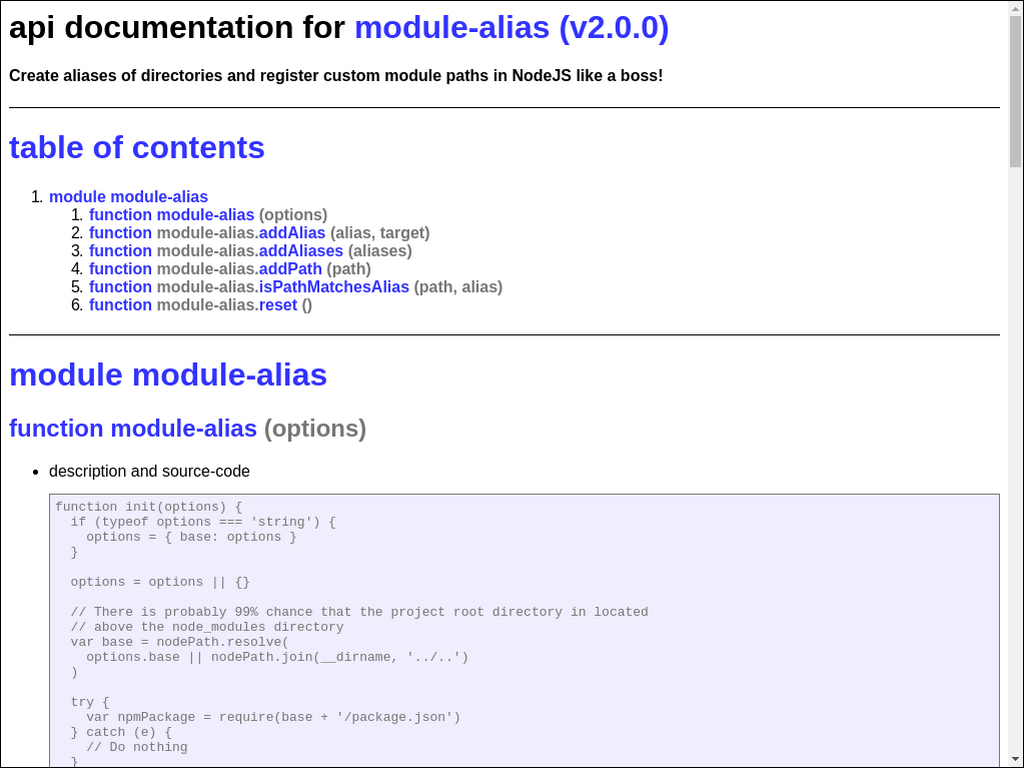 api documentation for module-alias (v2.0.0)
Create aliases of directories and register custom module paths in NodeJS like a boss!
table of contents
1. module module-alias
1. function module-alias (options)
2. function module-alias.addAlias (alias, target)
3. function module-alias.addAliases (aliases)
4. function module-alias.addPath (path)
5. function module-alias.isPathMatchesAlias (path, alias)
6. function module-alias.reset ()
module module-alias
function module-alias (options)
• description and source-code
function init(options) {
  if (typeof options === 'string') {
    options = { base: options }
  }
  options = options || {}
  // There is probably 99% chance that the project root directory in located
  // above the node_modules directory
  var base = nodePath.resolve(
    options.base || nodePath.join(__dirname, '../..')
  )
  try {
    var npmPackage = require(base + '/package.json')
  } catch (e) {
    // Do nothing
  }